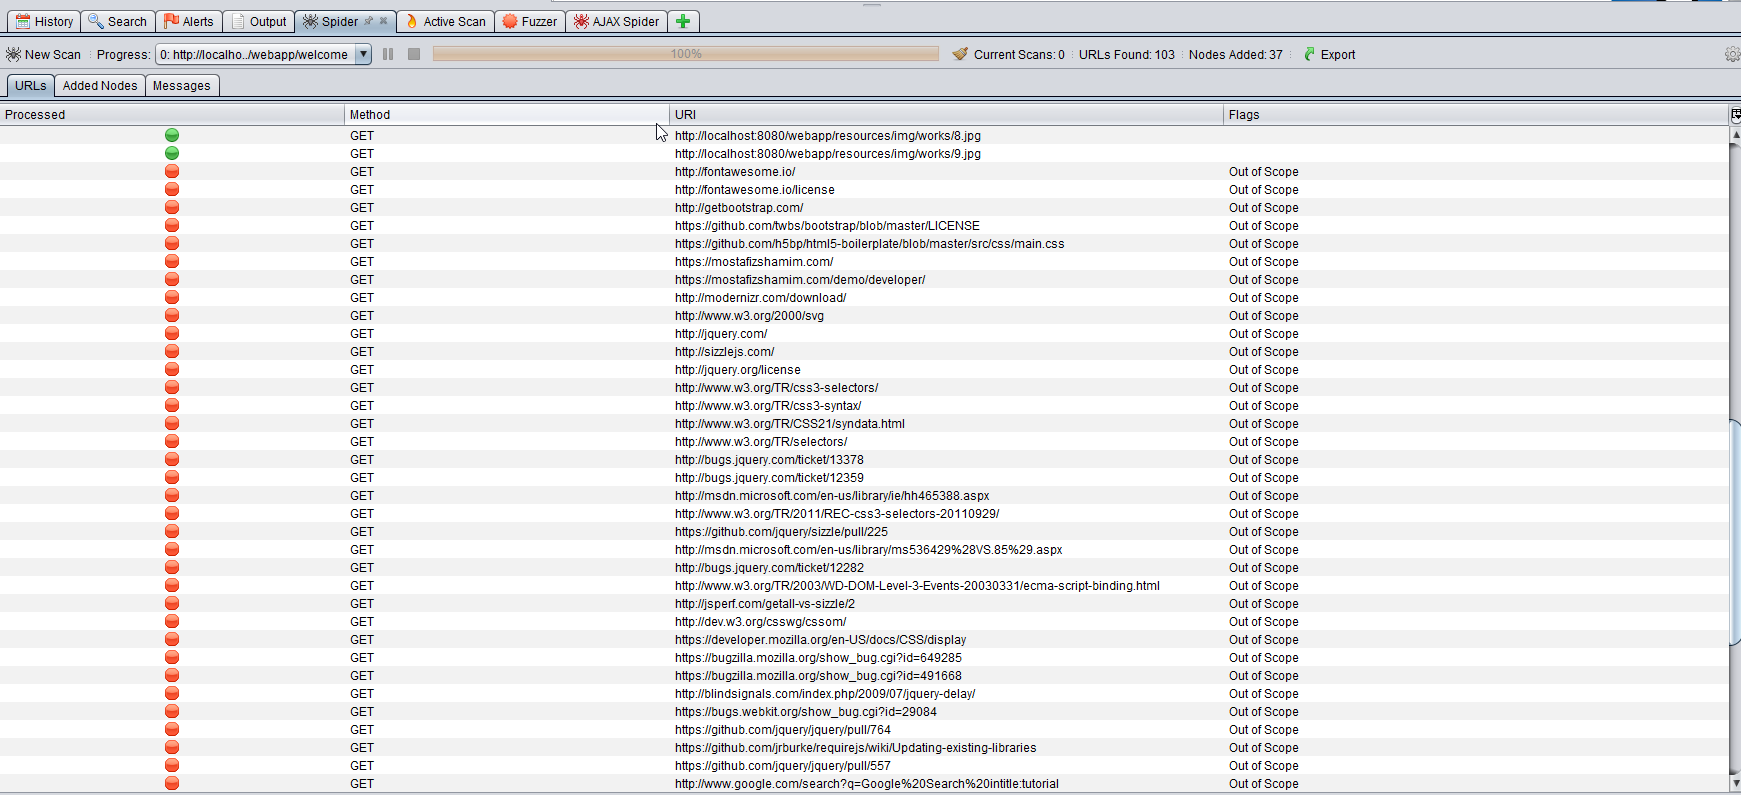 History Search Alerts Output Spider Active Scan Fuzzer AJAX Spider
New Scan Progress: 0: http://localho../webapp/welcome 100% Current Scans: 0 URLs Found: 103 Nodes Added: 37 Export
URLs Added Nodes Messages
Processed Method URI Flags
GET http://localhost:8080/webapp/resources/img/works/8.jpg
GET http://localhost:8080/webapp/resources/img/works/9.jpg
GET http://fontawesome.io/ Out of Scope
GET http://fontawesome.io/license Out of Scope
GET http://getbootstrap.com/ Out of Scope
GET https://github.com/twbs/bootstrap/blob/master/LICENSE Out of Scope
GET https://github.com/h5bp/html5-boilerplate/blob/master/src/css/main.css Out of Scope
GET https://mostafizshamim.com/ Out of Scope
GET https://mostafizshamim.com/demo/developer/ Out of Scope
GET http://modernizr.com/download/ Out of Scope
GET http://www.w3.org/2000/svg Out of Scope
GET http://jquery.com/ Out of Scope
GET http://sizzlejs.com/ Out of Scope
GET http://jquery.org/license Out of Scope
GET http://www.w3.org/TR/css3-selectors/ Out of Scope
GET http://www.w3.org/TR/css3-syntax/ Out of Scope
GET http://www.w3.org/TR/CSS21/syndata.html Out of Scope
GET http://www.w3.org/TR/selectors/ Out of Scope
GET http://bugs.jquery.com/ticket/13378 Out of Scope
GET http://bugs.jquery.com/ticket/12359 Out of Scope
GET http://msdn.microsoft.com/en-us/library/ie/hh465388.aspx Out of Scope
GET http://www.w3.org/TR/2011/REC-css3-selectors-20110929/ Out of Scope
GET https://github.com/jquery/sizzle/pull/225 Out of Scope
GET http://msdn.microsoft.com/en-us/library/ms536429%28VS.85%29.aspx Out of Scope
GET http://bugs.jquery.com/ticket/12282 Out of Scope
GET http://www.w3.org/TR/2003/WD-DOM-Level-3-Events-20030331/ecma-script-binding.html Out of Scope
GET http://jsperf.com/getall-vs-sizzle/2 Out of Scope
GET http://dev.w3.org/csswg/cssom/ Out of Scope
GET https://developer.mozilla.org/en-US/docs/CSS/display Out of Scope
GET https://bugzilla.mozilla.org/show_bug.cgi?id=649285 Out of Scope
GET https://bugzilla.mozilla.org/show_bug.cgi?id=491668 Out of Scope
GET http://blindsignals.com/index.php/2009/07/jquery-delay/ Out of Scope
GET https://bugs.webkit.org/show_bug.cgi?id=29084 Out of Scope
GET https://github.com/jquery/jquery/pull/764 Out of Scope
GET https://github.com/jrburke/requirejs/wiki/Updating-existing-libraries Out of Scope
GET https://github.com/jquery/jquery/pull/557 Out of Scope
GET http://www.google.com/search?q=Google%20Search%20intitle:tutorial Out of Scope